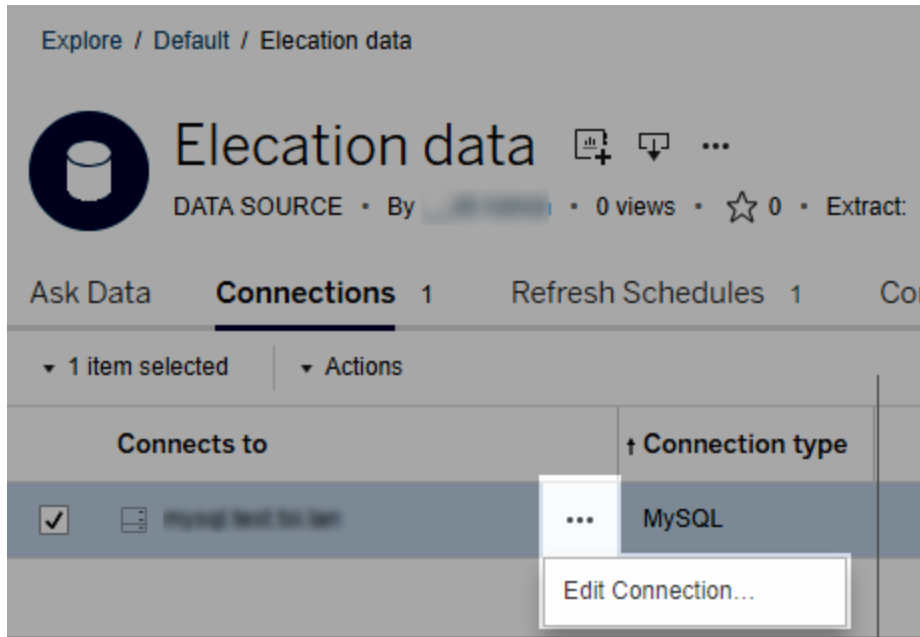 Explore / Default / Elecation data
Elecation data
DATA SOURCE • By • 0 views • 0 • Extract:
Ask Data Connections 1 Refresh Schedules 1 Co
1 item selected Actions
Connects to Connection type
MySQL
Edit Connection...